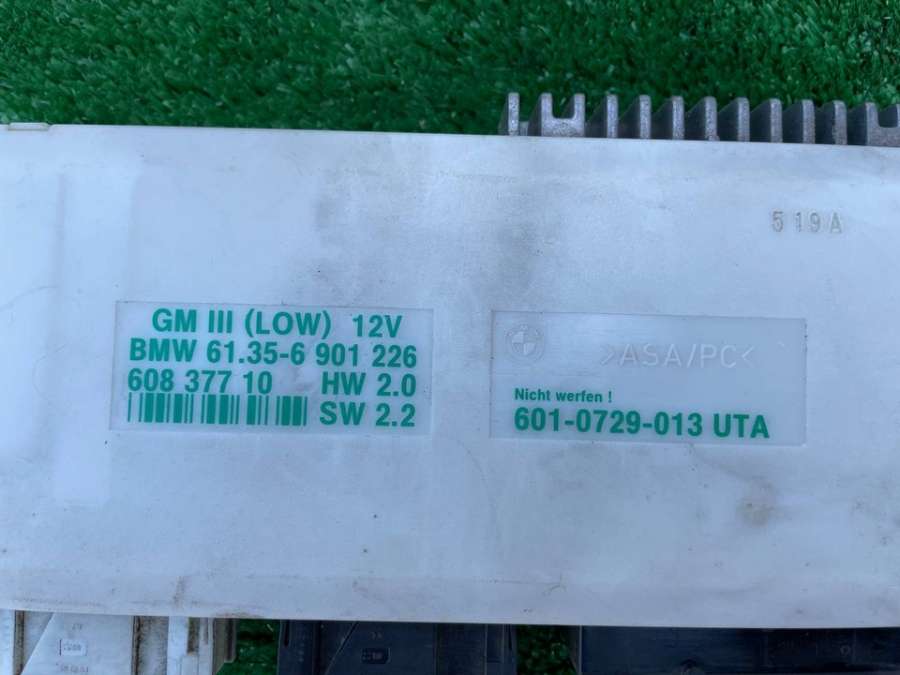 519A
GM III (LOW) 12V
BMW 61.35-6 901 226
608 377 10 HW 2.0
SW 2.2
>ASA/PC<
Nicht werfen !
601-0729-013 UTA